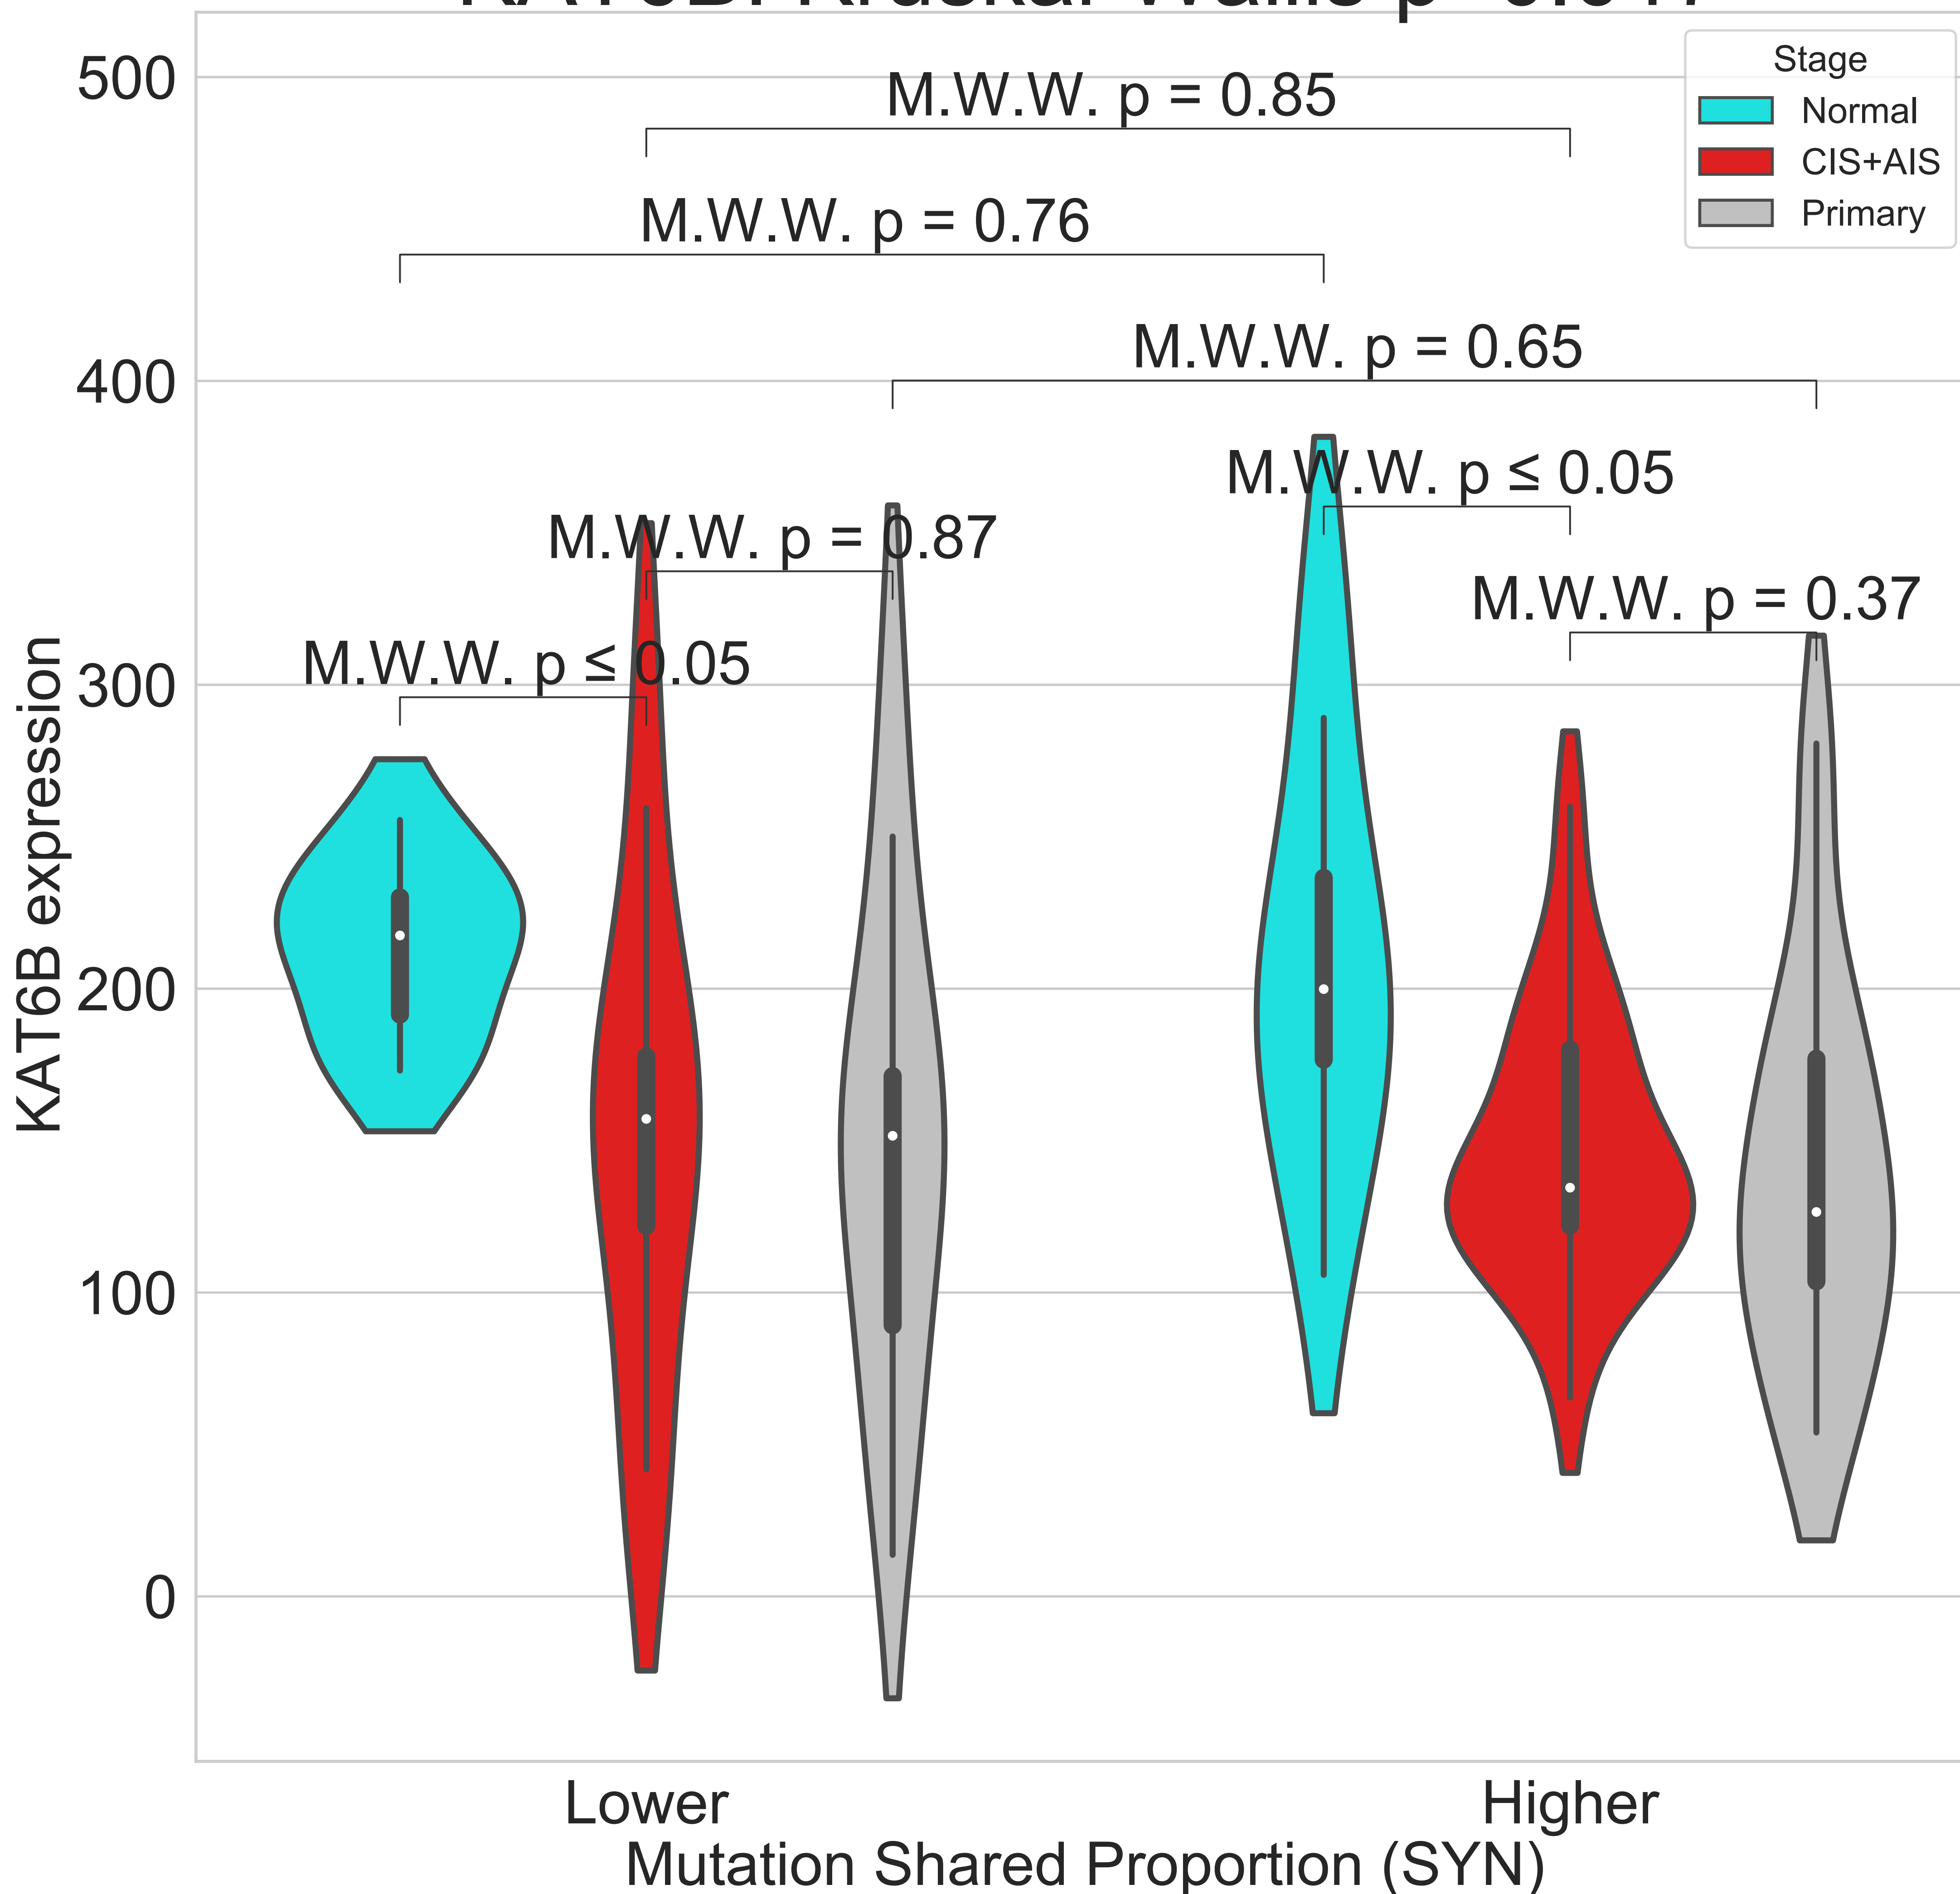 500
400
300
200
100
0
KAT6B expression
M.W.W. p = 0.85
M.W.W. p = 0.76
M.W.W. p = 0.65
M.W.W. p ≤ 0.05
M.W.W. p = 0.87
M.W.W. p = 0.37
M.W.W. p ≤ 0.05
Stage
Normal
CIS+AIS
Primary
Lower
Higher
Mutation Shared Proportion (SYN)